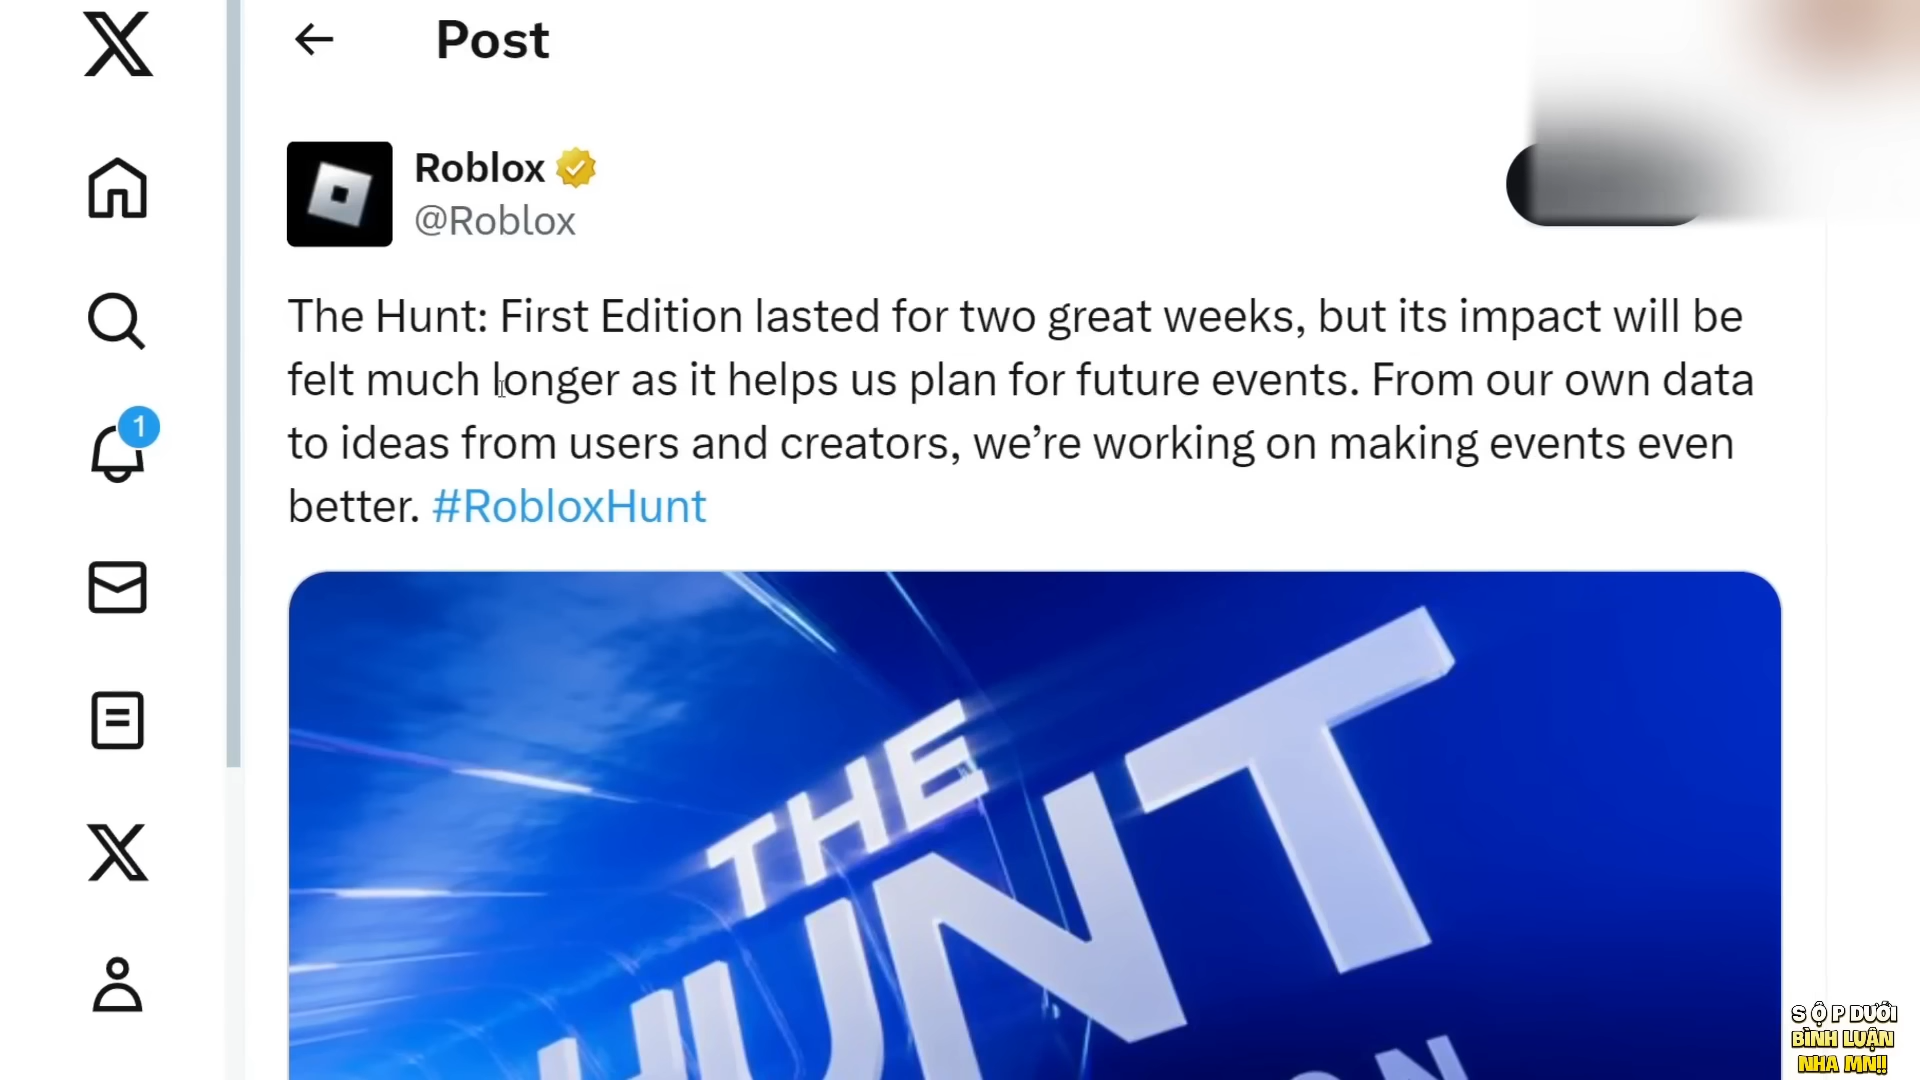 Post
Roblox
@Roblox
The Hunt: First Edition lasted for two great weeks, but its impact will be
felt much longer as it helps us plan for future events. From our own data
to ideas from users and creators, we’re working on making events even
better. #RobloxHunt
1
THE
HUNT
S Ộ P DƯỚI
BÌNH LUẬN
NHA MN!!